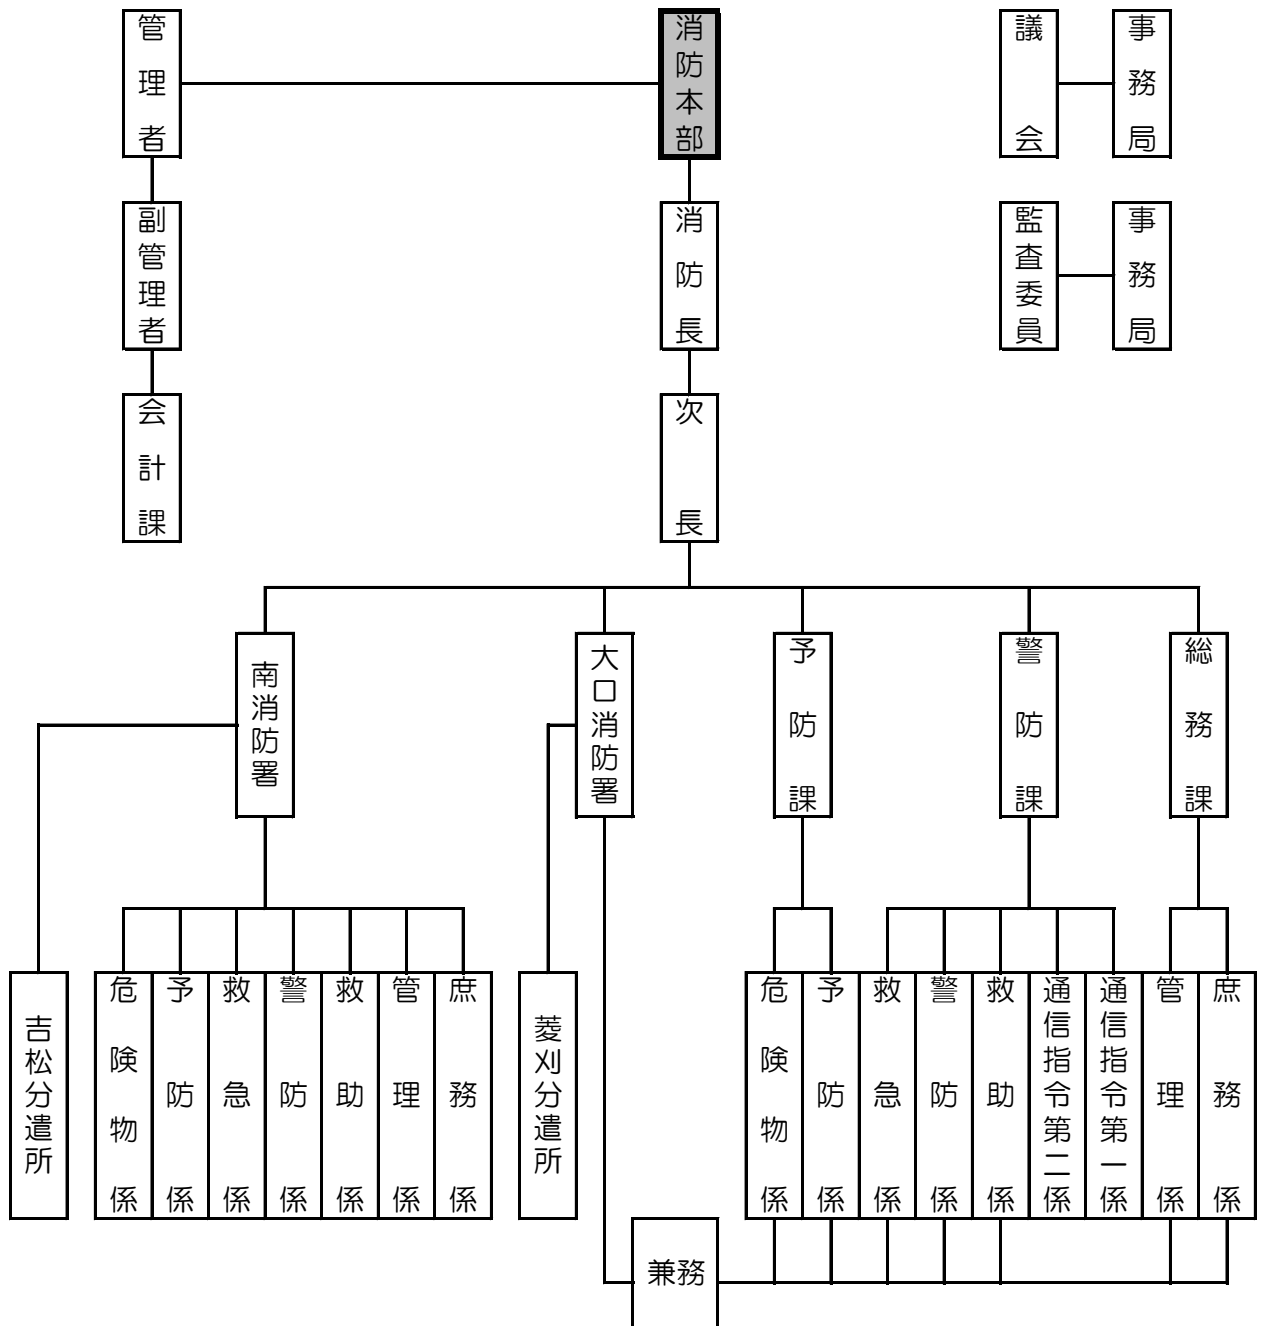 管理者
消防本部
議会
事務局
副管理者
消防長
監査委員
事務局
会計課
次長
南消防署
大口消防署
予防課
警防課
総務課
吉松分遣所
危険物係
予防係
救急係
警防係
救助係
管理係
庶務係
菱刈分遣所
危険物係
予防係
救急係
警防係
救助係
通信指令第二係
通信指令第一係
管理係
庶務係
兼務